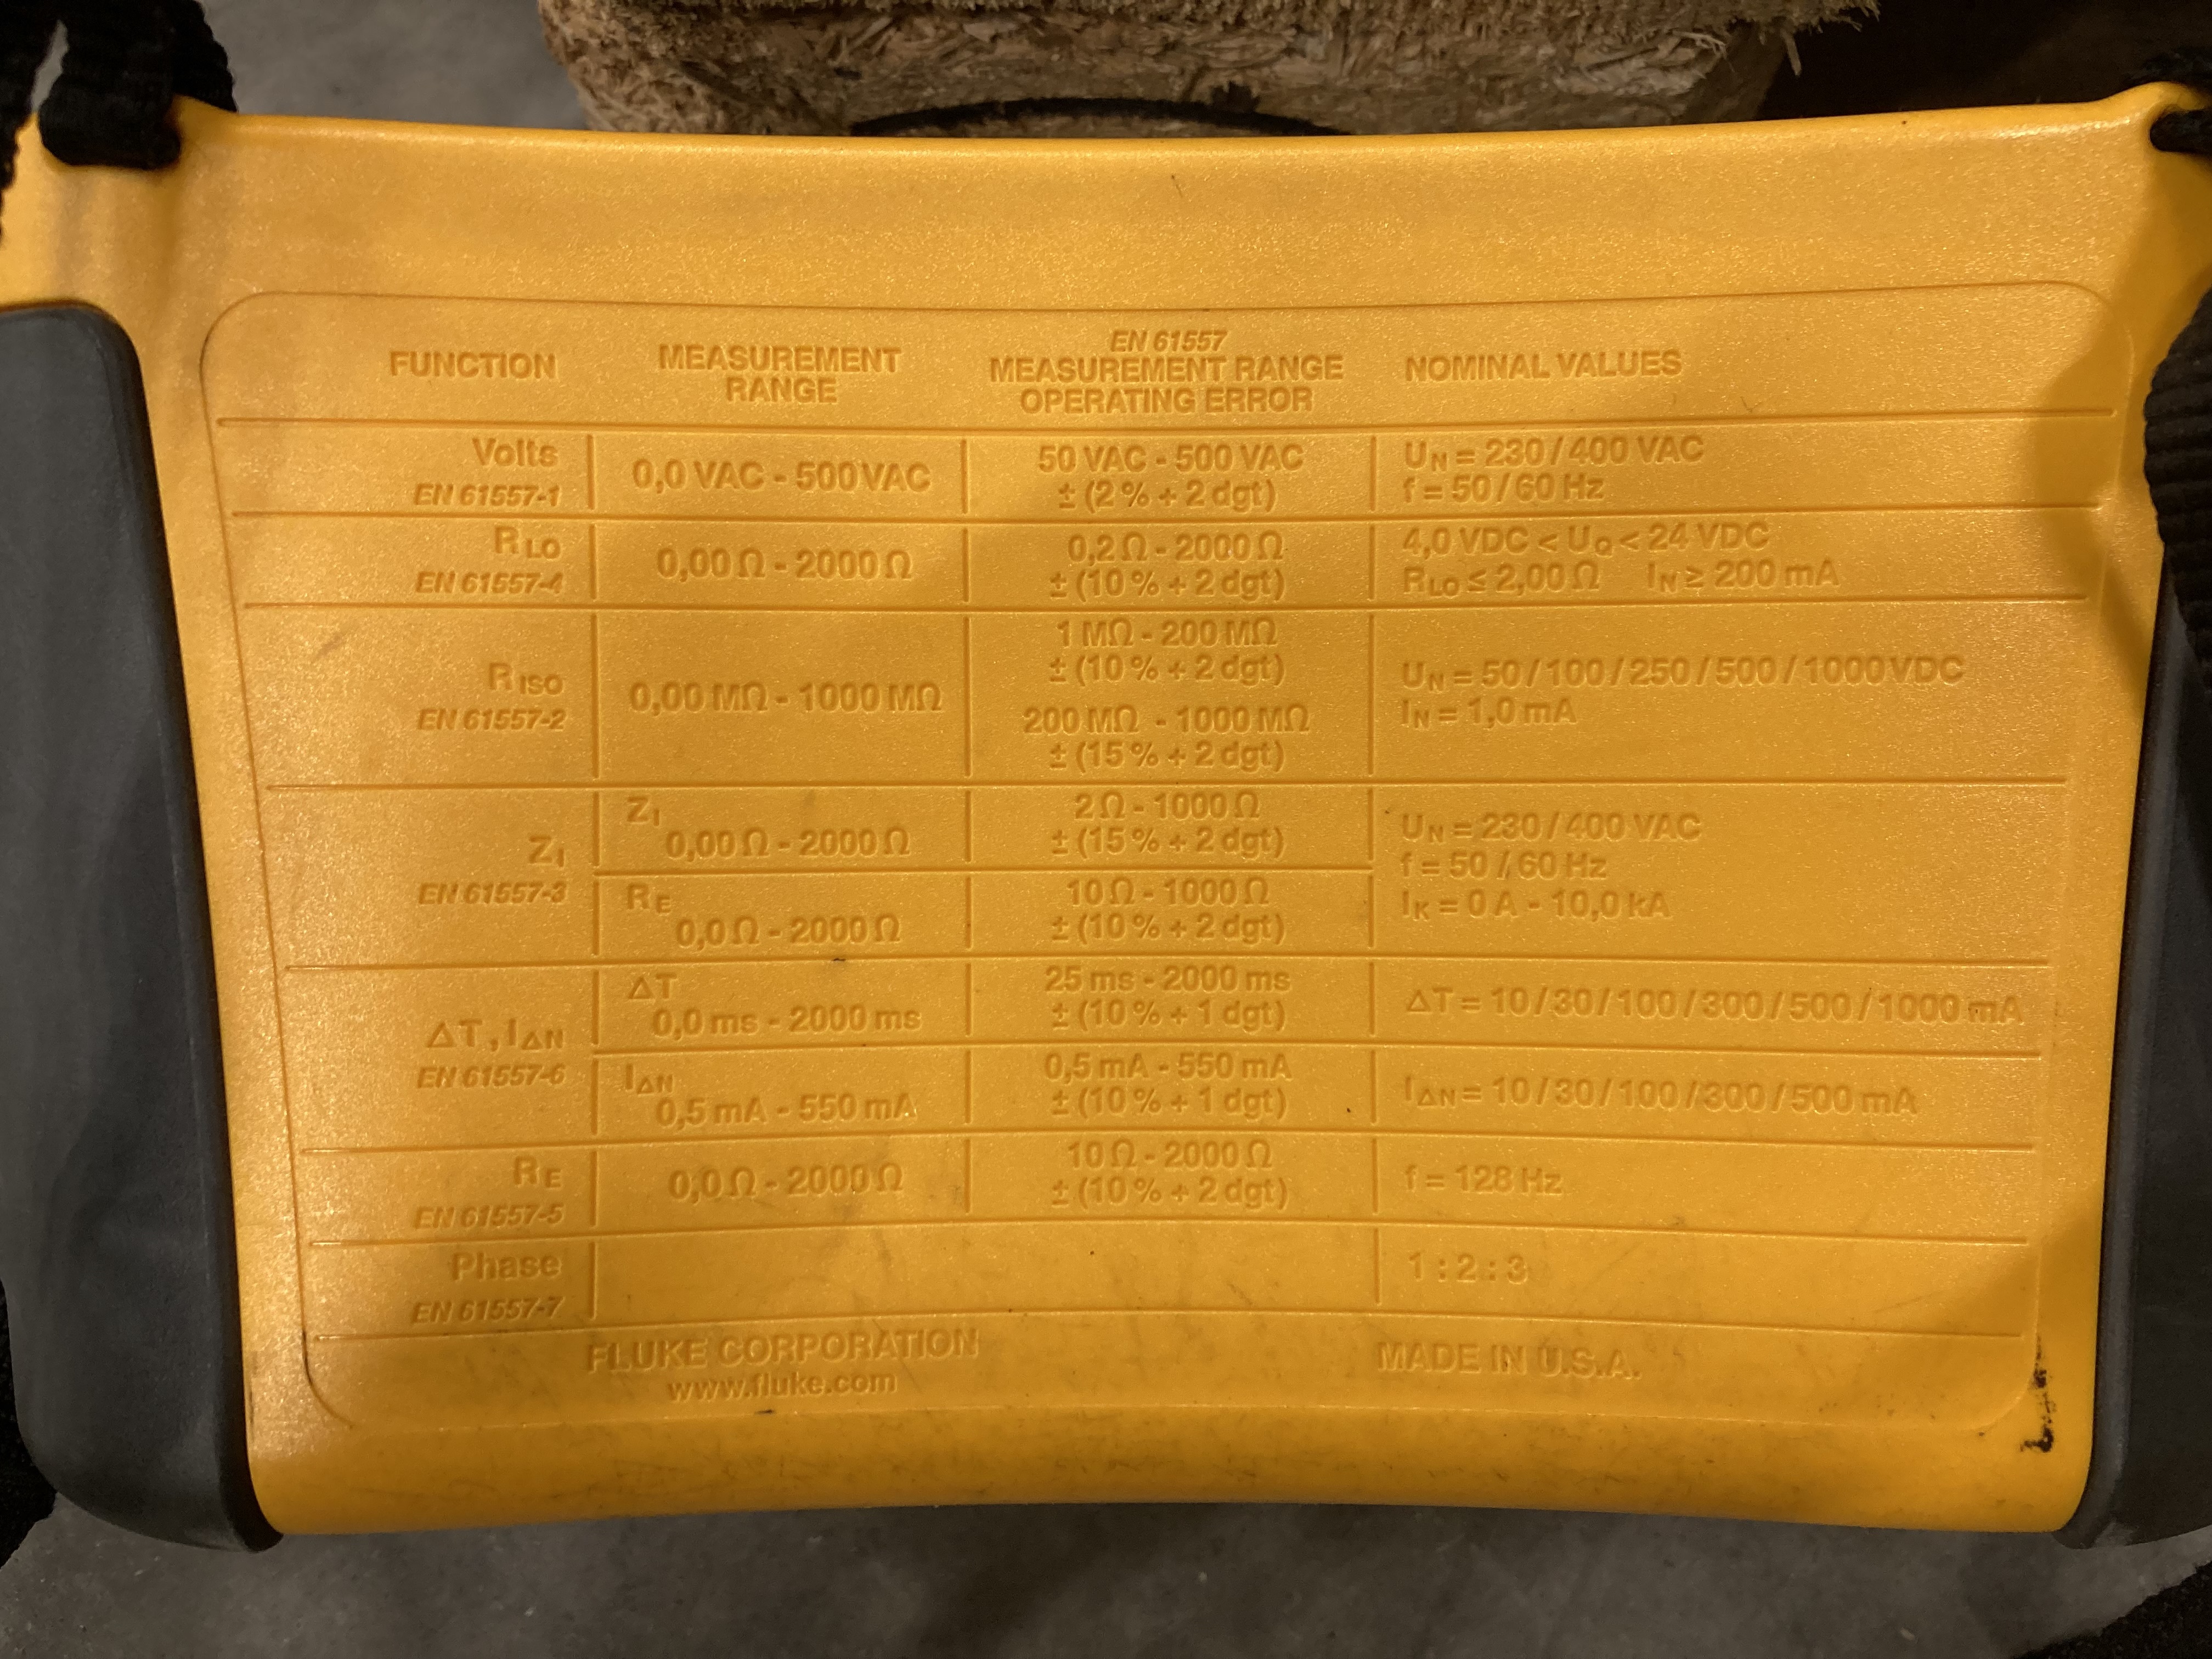 FUNCTION
MEASUREMENT
RANGE
EN 61557
MEASUREMENT RANGE
OPERATING ERROR
NOMINAL VALUES
Volts
EN 61557-1
0,0 VAC - 500 VAC
50 VAC - 500 VAC
± (2 % + 2 dgt)
UN = 230 / 400 VAC
f = 50 / 60 Hz
RLO
EN 61557-4
0,00 Ω - 2000 Ω
0,2 Ω - 2000 Ω
± (10 % + 2 dgt)
4,0 VDC < UQ < 24 VDC
RLO ≤ 2,00 Ω IN ≥ 200 mA
RISO
EN 61557-2
0,00 MΩ - 1000 MΩ
1 MΩ - 200 MΩ
± (10 % + 2 dgt)
200 MΩ - 1000 MΩ
± (15 % + 2 dgt)
UN = 50 / 100 / 250 / 500 / 1000 VDC
IN = 1,0 mA
ZI
EN 61557-3
ZI
0,00 Ω - 2000 Ω
2 Ω - 1000 Ω
± (15 % + 2 dgt)
RE
0,0 Ω - 2000 Ω
10 Ω - 1000 Ω
± (10 % + 2 dgt)
UN = 230 / 400 VAC
f = 50 / 60 Hz
IK = 0 A - 10,0 kA
ΔT, IΔN
EN 61557-6
ΔT
0,0 ms - 2000 ms
25 ms - 2000 ms
± (10 % + 1 dgt)
ΔT = 10 / 30 / 100 / 300 / 500 / 1000 mA
IΔN
0,5 mA - 550 mA
0,5 mA - 550 mA
± (10 % + 1 dgt)
IΔN = 10 / 30 / 100 / 300 / 500 mA
RE
EN 61557-5
0,0 Ω - 2000 Ω
10 Ω - 2000 Ω
± (10 % + 2 dgt)
f = 128 Hz
Phase
EN 61557-7
1 : 2 : 3
FLUKE CORPORATION
www.fluke.com
MADE IN U.S.A.